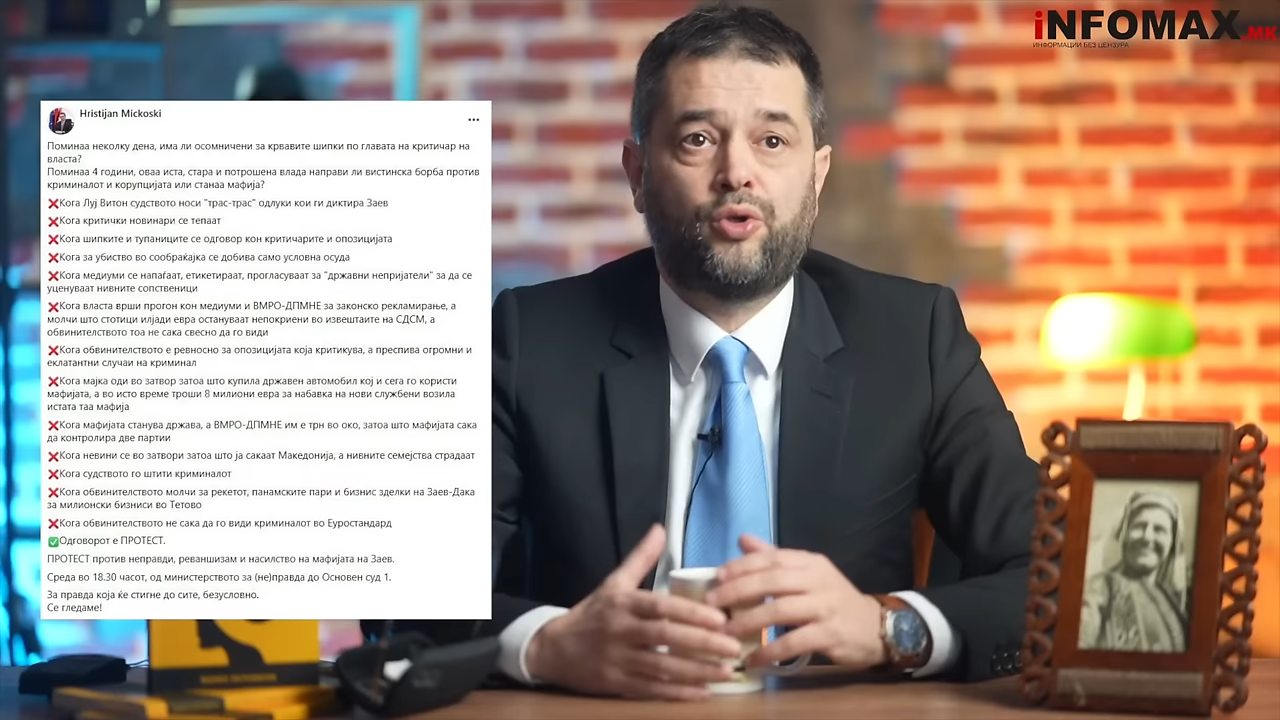 iNFOMAX.МК
ИНФОРМАЦИИ БЕЗ ЦЕНЗУРА
Hristijan Mickoski
Поминаа неколку дена, има ли осомничени за крвавите шипки по главата на критичар на
власта?
Поминаа 4 години, оваа иста, стара и потрошена влада направи ли вистинска борба против
криминалот и корупцијата или станаа мафија?
❌Кога Луј Витон судството носи "трас-трас" одлуки кои ги диктира Заев
❌Кога критички новинари се тепаат
❌Кога шипките и тупаниците се одговор кон критичарите и опозицијата
❌Кога за убиство во сообраќајка се добива само условна осуда
❌Кога медиуми се напаѓаат, етикетираат, прогласуваат за "државни непријатели" за да се
уценуваат нивните сопственици
❌Кога власта врши прогон кон медиуми и ВМРО-ДПМНЕ за законско рекламирање, а
молчи што стотици илјади евра остануваат непокриени во извештаите на СДСМ, а
обвинителството тоа не сака свесно да го види
❌Кога обвинителството е ревносно за опозицијата која критикува, а преспива огромни и
еклатантни случаи на криминал
❌Кога мајка оди во затвор затоа што купила државен автомобил кој и сега го користи
мафијата, а во исто време троши 8 милиони евра за набавка на нови службени возила
истата таа мафија
❌Кога мафијата станува држава, а ВМРО-ДПМНЕ им е трн во око, затоа што мафијата сака
да контролира две партии
❌Кога невини се во затвори затоа што ја сакаат Македонија, а нивните семејства страдаат
❌Кога судството го штити криминалот
❌Кога обвинителството молчи за рекетот, панамските пари и бизнис зделки на Заев-Дака
за милионски бизниси во Тетово
❌Кога обвинителството не сака да го види криминалот во Еуростандард
✅Одговорот е ПРОТЕСТ.
ПРОТЕСТ против неправди, реваншизам и насилство на мафијата на Заев.
Среда во 18.30 часот, од министерството за (не)правда до Основен суд 1.
За правда која ќе стигне до сите, безусловно.
Се гледаме!